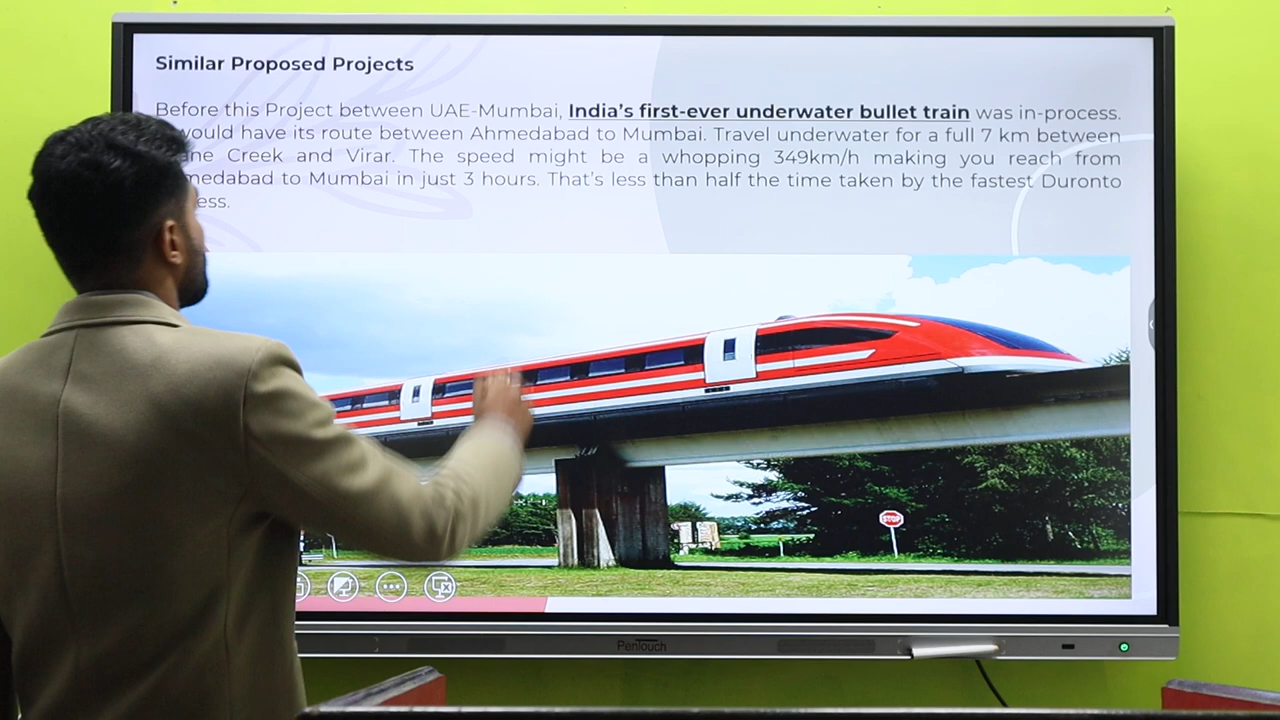 Similar Proposed Projects
Before this Project between UAE-Mumbai, India's first-ever underwater bullet train was in-process.
would have its route between Ahmedabad to Mumbai. Travel underwater for a full 7 km between
Creek and Virar. The speed might be a whopping 349km/h making you reach from
to Mumbai in just 3 hours. That's less than half the time taken by the fastest Duronto
STOP
Pentouch